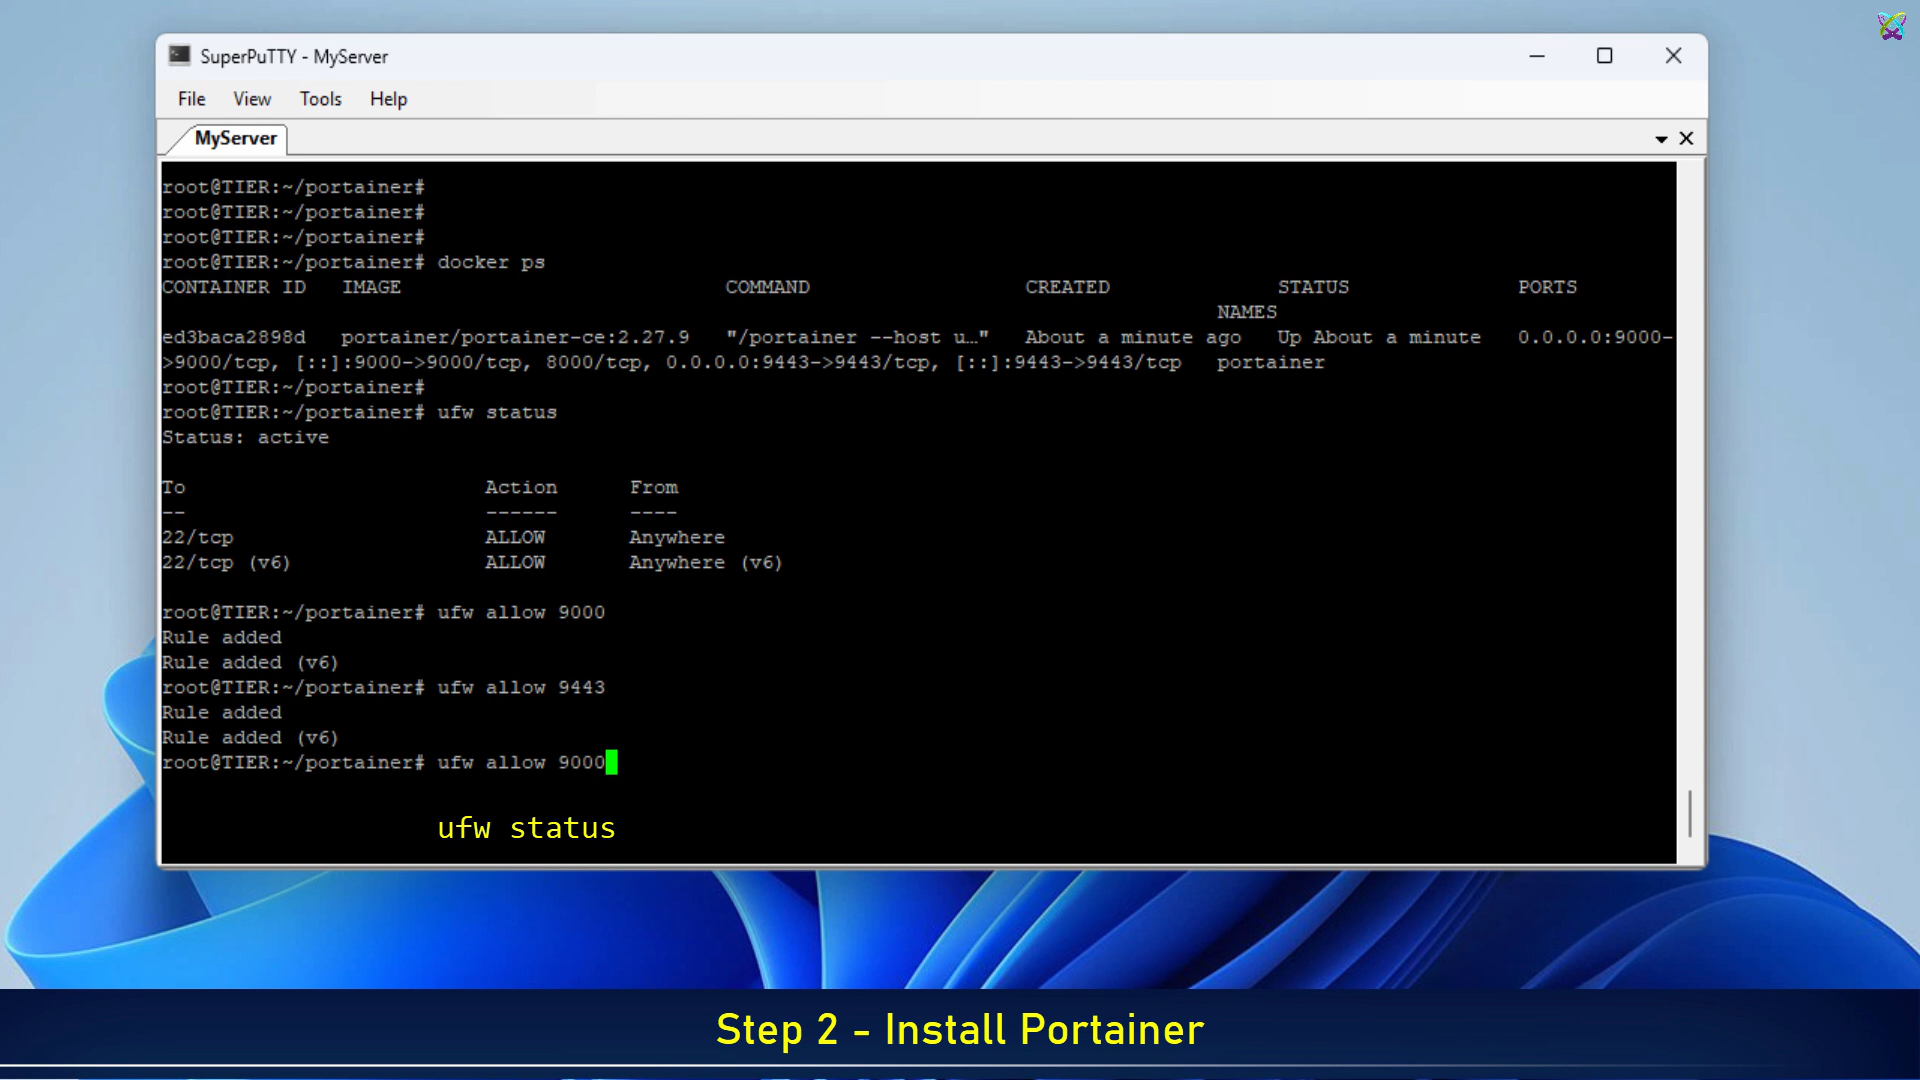 SuperPuTTY - MyServer
File View Tools Help
MyServer
root@TIER:~/portainer#
root@TIER:~/portainer#
root@TIER:~/portainer#
root@TIER:~/portainer# docker ps
CONTAINER ID IMAGE COMMAND CREATED STATUS PORTS
NAMES
ed3baca2898d portainer/portainer-ce:2.27.9 "/portainer --host u…" About a minute ago Up About a minute 0.0.0.0:9000-
>9000/tcp, [::]:9000->9000/tcp, 8000/tcp, 0.0.0.0:9443->9443/tcp, [::]:9443->9443/tcp portainer
root@TIER:~/portainer#
root@TIER:~/portainer# ufw status
Status: active
To Action From
-- ------ ----
22/tcp ALLOW Anywhere
22/tcp (v6) ALLOW Anywhere (v6)
root@TIER:~/portainer# ufw allow 9000
Rule added
Rule added (v6)
root@TIER:~/portainer# ufw allow 9443
Rule added
Rule added (v6)
root@TIER:~/portainer# ufw allow 9000
ufw status
Step 2 - Install Portainer